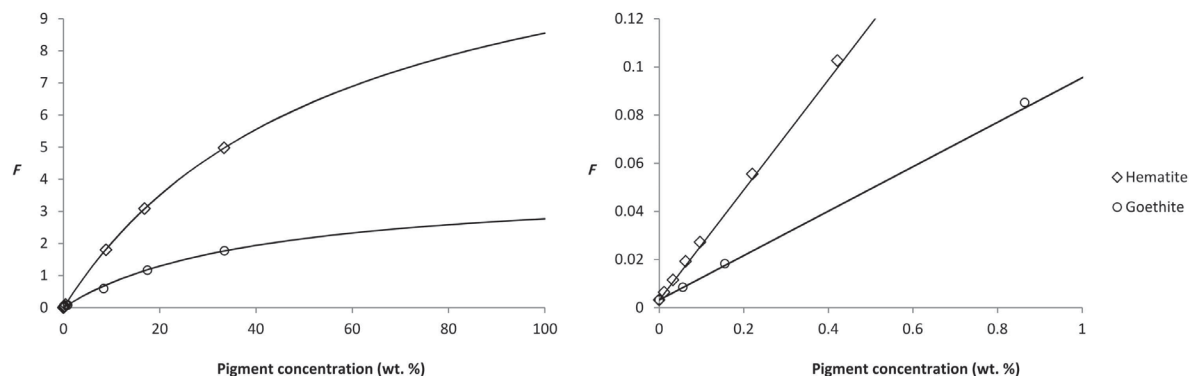 9
8
7
6
5
4
3
2
1
0
F
0 20 40 60 80 100
Pigment concentration (wt. %)
0.12
0.1
0.08
0.06
0.04
0.02
0
F
0 0.2 0.4 0.6 0.8 1
Pigment concentration (wt. %)
Hematite
Goethite